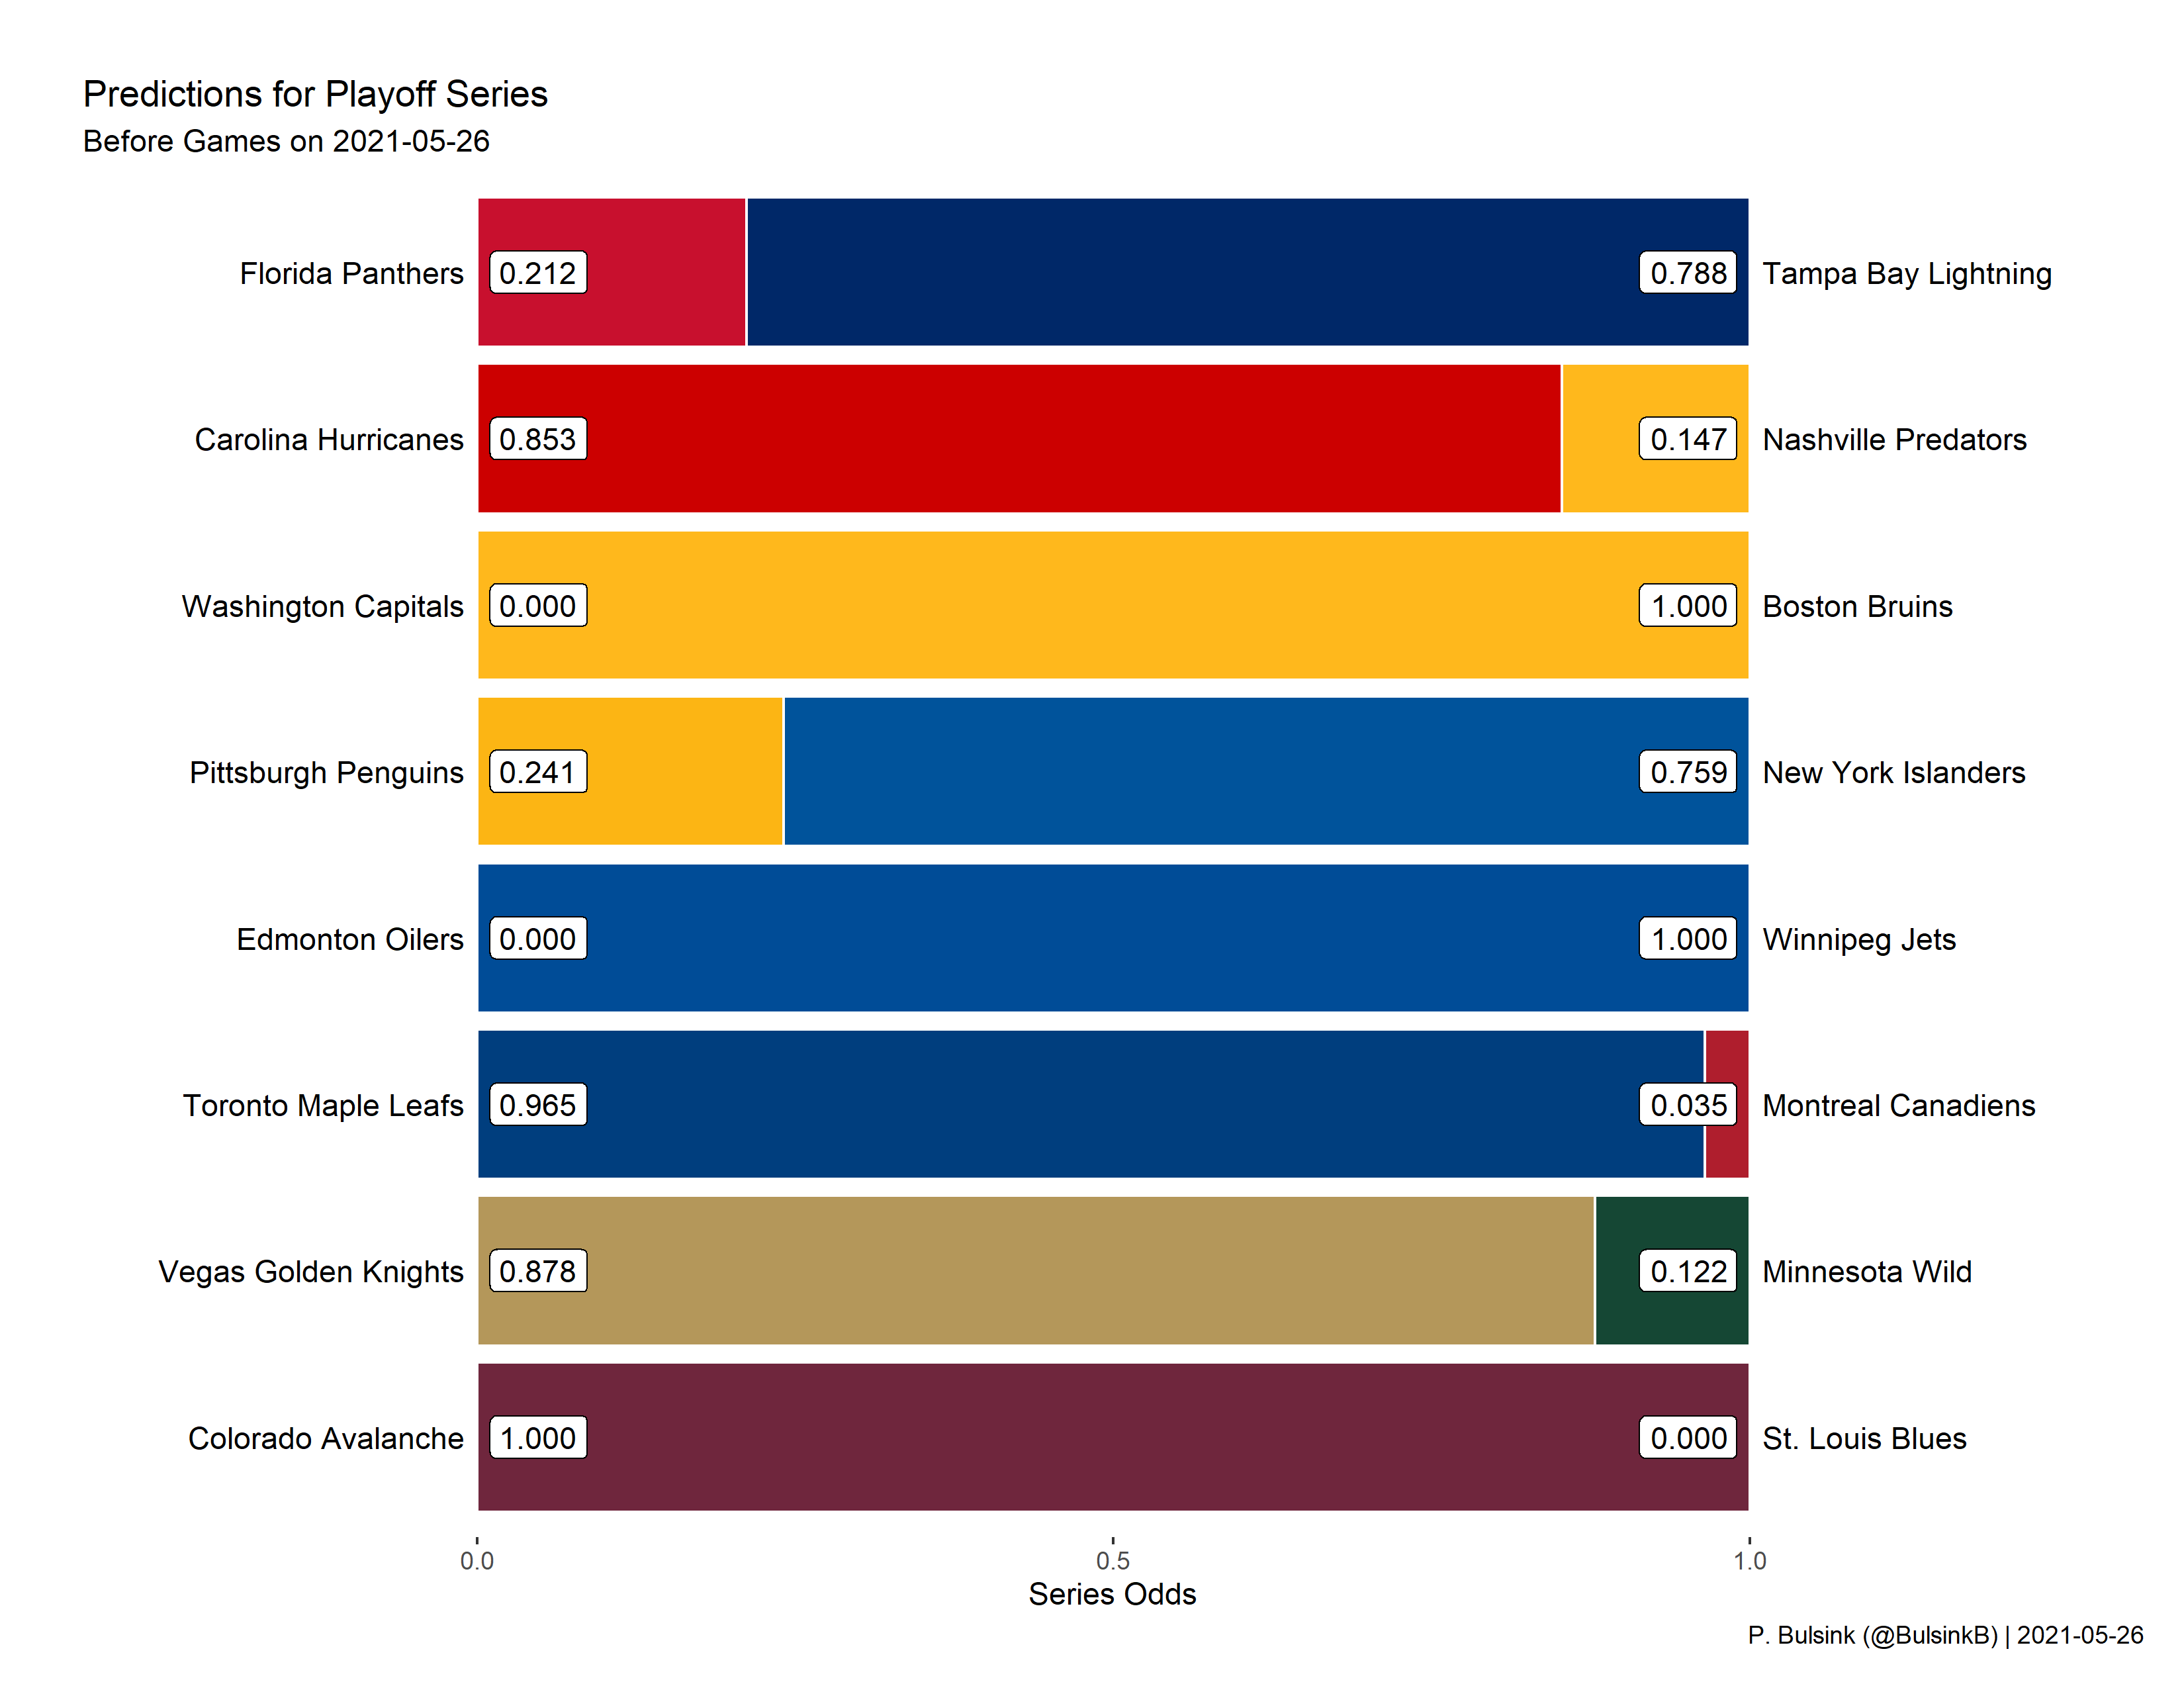 Predictions for Playoff Series
Before Games on 2021-05-26
Florida Panthers 0.212 0.788 Tampa Bay Lightning
Carolina Hurricanes 0.853 0.147 Nashville Predators
Washington Capitals 0.000 1.000 Boston Bruins
Pittsburgh Penguins 0.241 0.759 New York Islanders
Edmonton Oilers 0.000 1.000 Winnipeg Jets
Toronto Maple Leafs 0.965 0.035 Montreal Canadiens
Vegas Golden Knights 0.878 0.122 Minnesota Wild
Colorado Avalanche 1.000 0.000 St. Louis Blues
0.0 0.5 1.0
Series Odds
P. Bulsink (@BulsinkB) | 2021-05-26